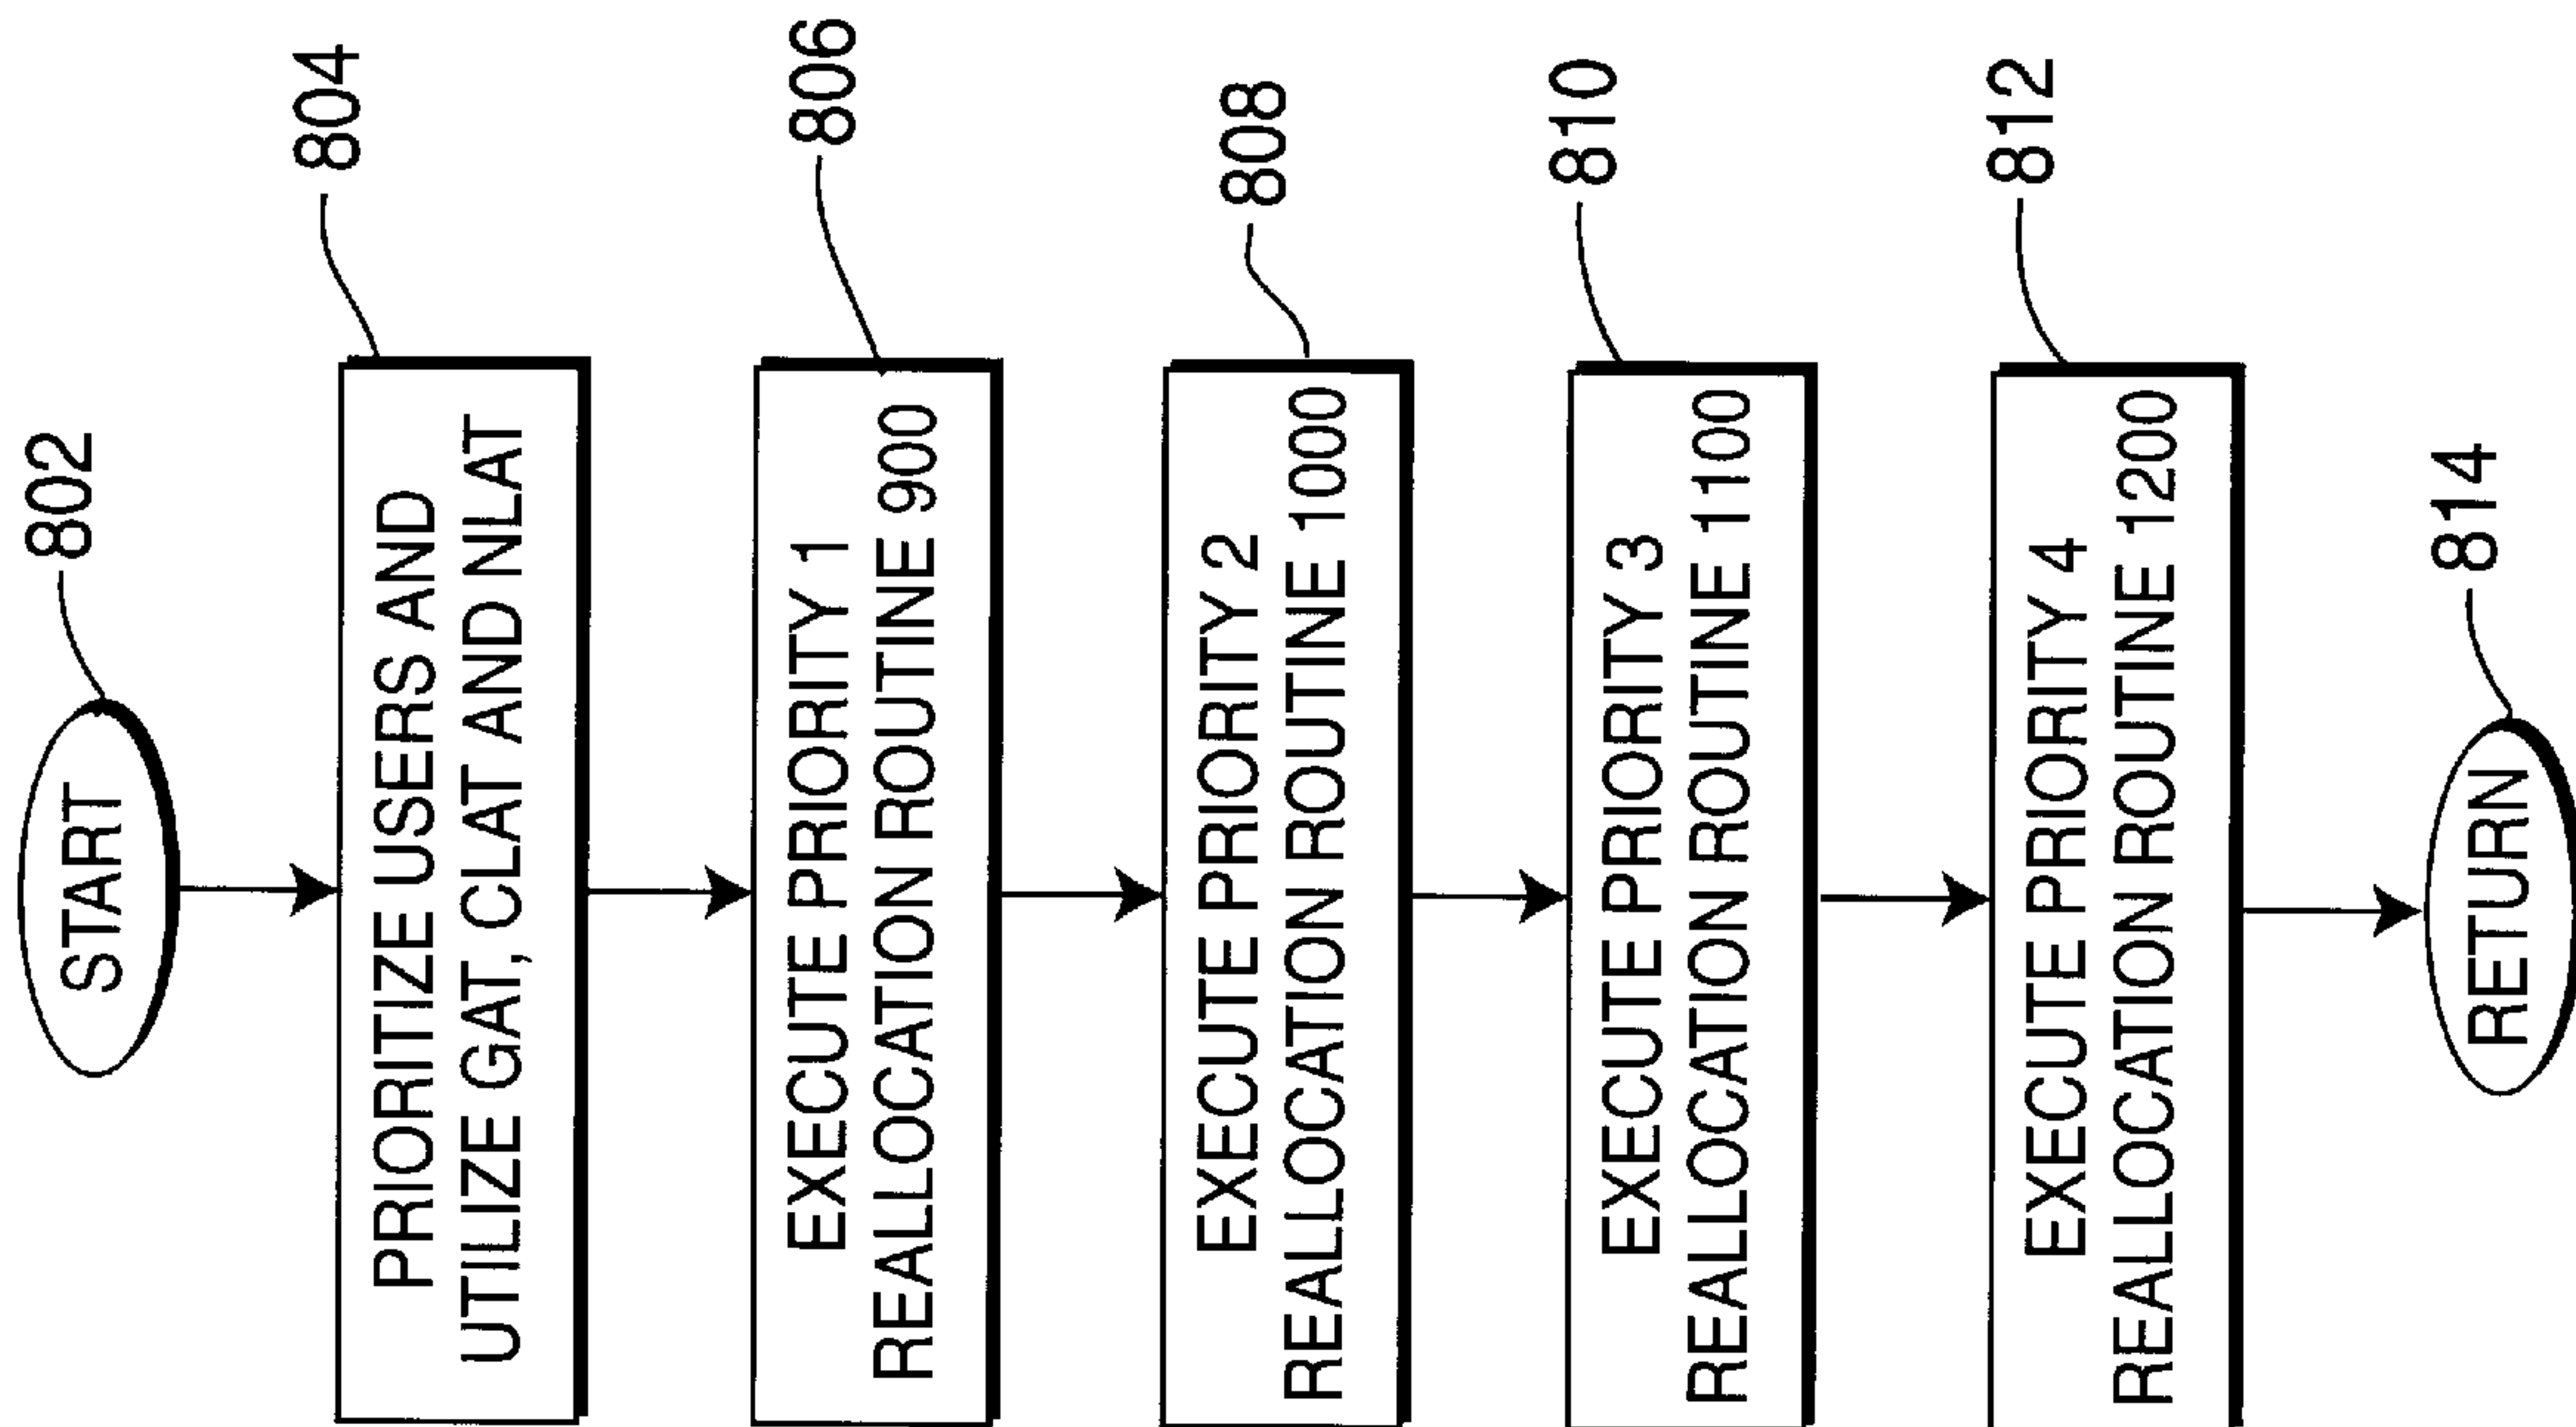 START
802
PRIORITIZE USERS AND
UTILIZE GAT, CLAT AND NLAT
804
EXECUTE PRIORITY 1
REALLOCATION ROUTINE 900
806
EXECUTE PRIORITY 2
REALLOCATION ROUTINE 1000
808
EXECUTE PRIORITY 3
REALLOCATION ROUTINE 1100
810
EXECUTE PRIORITY 4
REALLOCATION ROUTINE 1200
812
RETURN
814